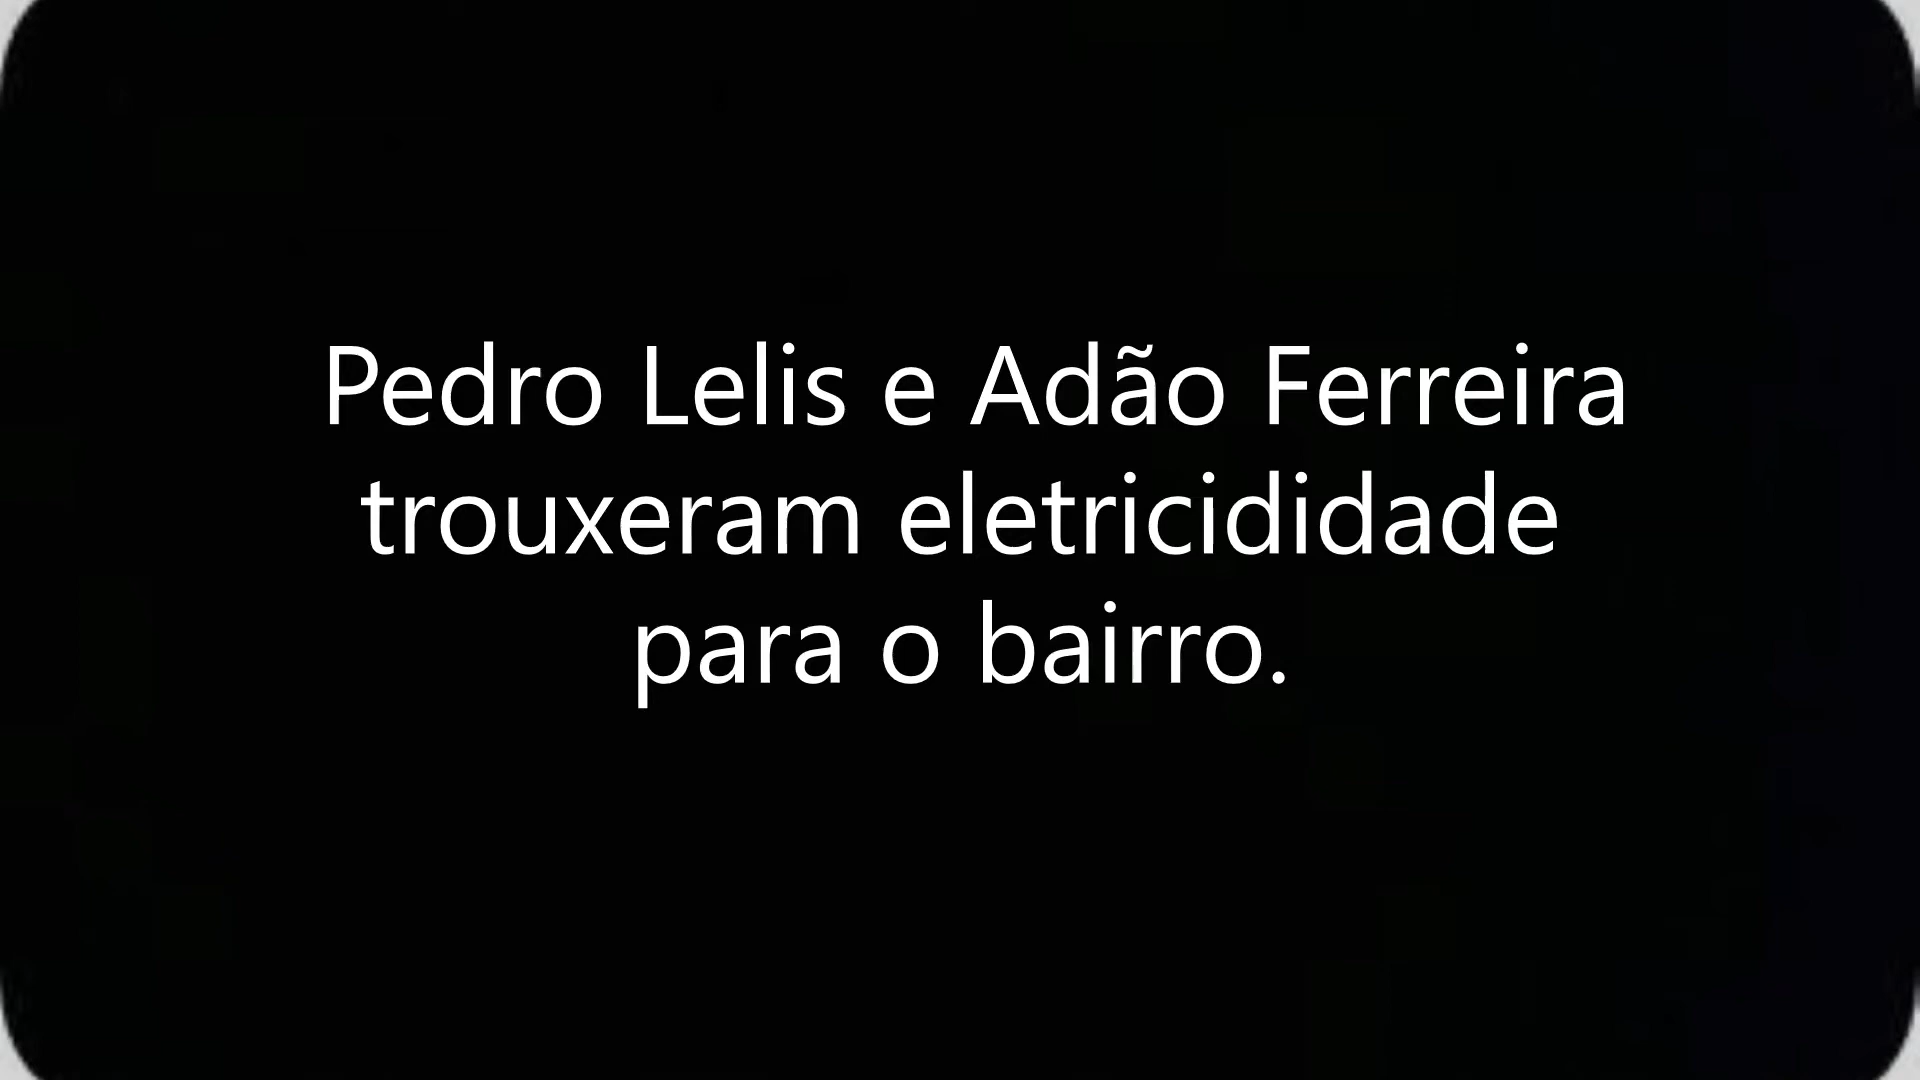 Pedro Lelis e Adão Ferreira
trouxeram eletricididade
para o bairro.